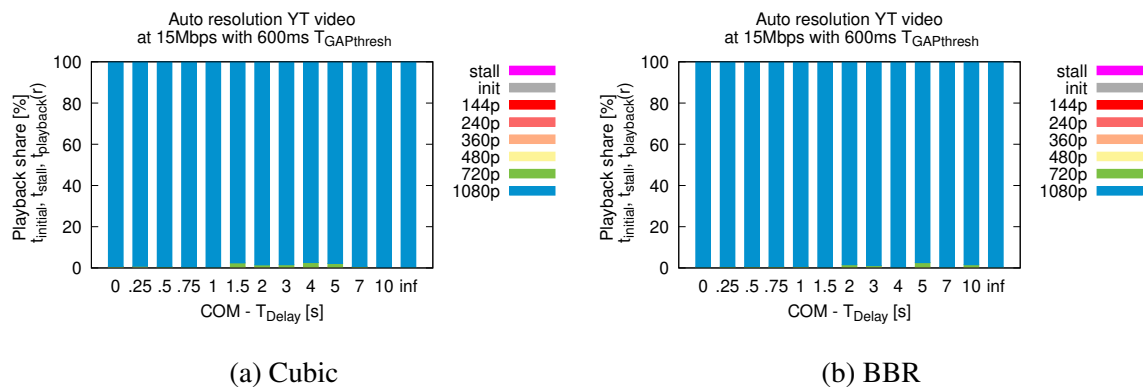 Auto resolution YT video
at 15Mbps with 600ms T_GAPthresh
Playback share [%]
t_initial, t_stall, t_playback(r)
100
80
60
40
20
0
0 .25 .5 .75 1 1.5 2 3 4 5 7 10 inf
COM - T_Delay [s]
stall
init
144p
240p
360p
480p
720p
1080p
(a) Cubic
Auto resolution YT video
at 15Mbps with 600ms T_GAPthresh
Playback share [%]
t_initial, t_stall, t_playback(r)
100
80
60
40
20
0
0 .25 .5 .75 1 1.5 2 3 4 5 7 10 inf
COM - T_Delay [s]
stall
init
144p
240p
360p
480p
720p
1080p
(b) BBR